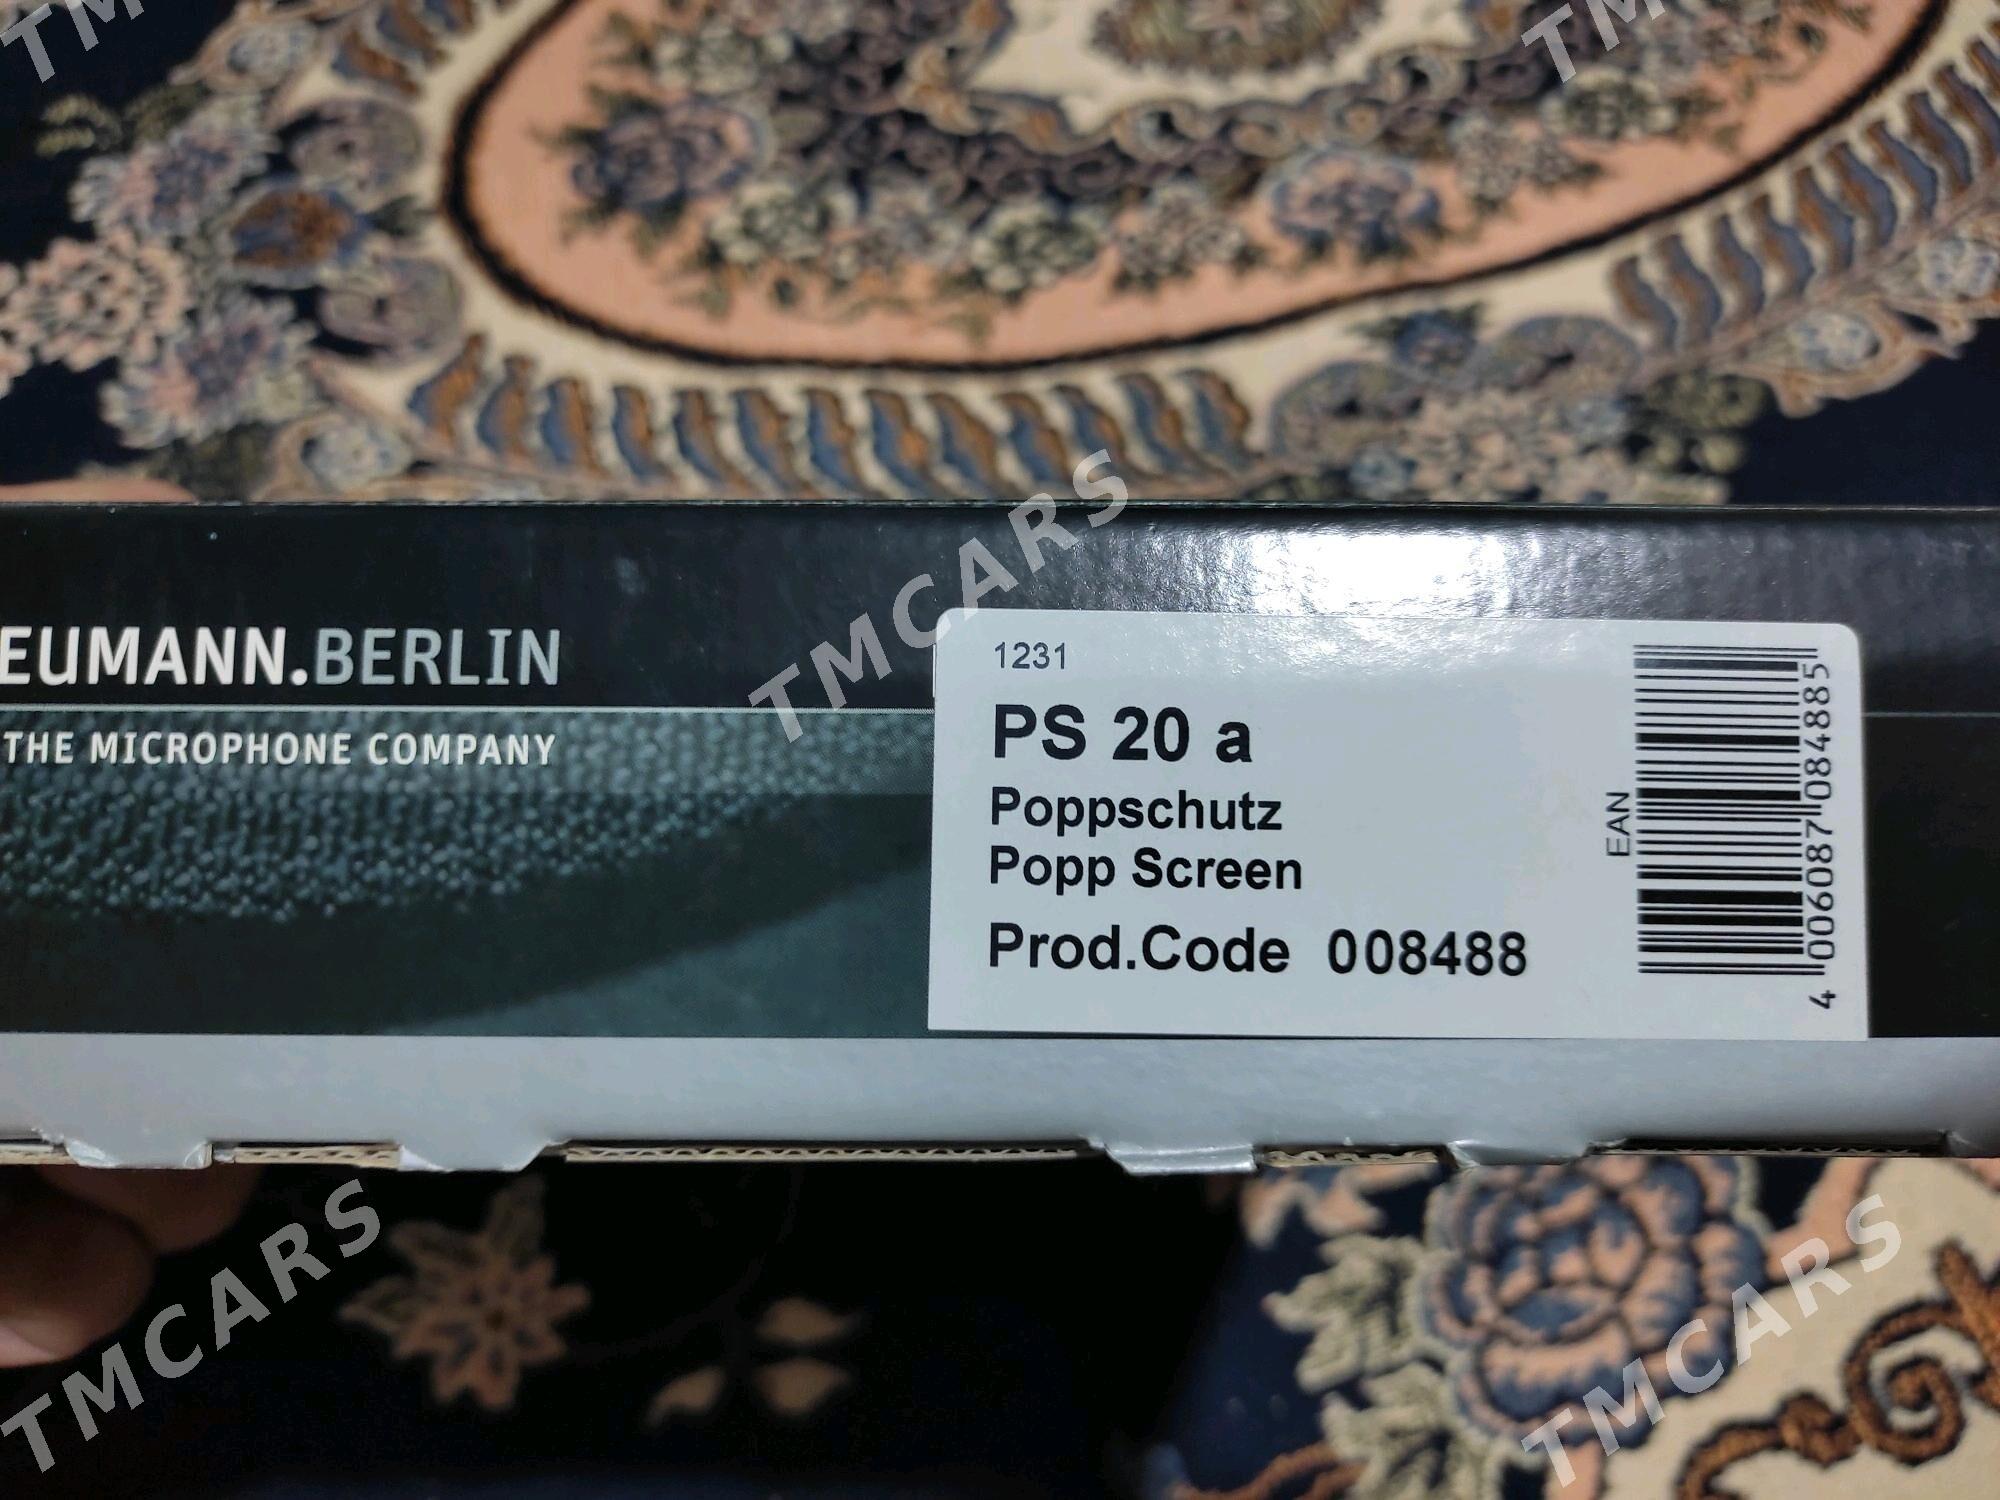 TMCARS
TMCARS
EUMANN.BERLIN
THE MICROPHONE COMPANY
TMCARS
1231
PS 20 a
Poppschutz
Popp Screen
Prod.Code 008488
EAN
4 006087 084885
TMCARS
TMCARS